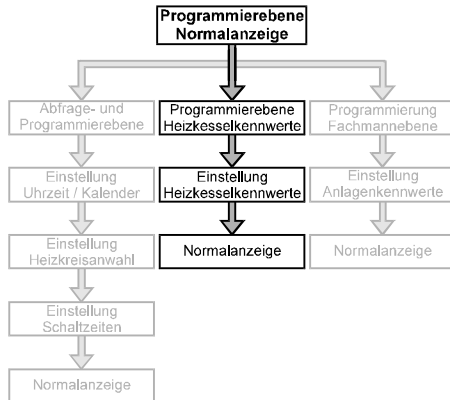 Programmierebene
Normalanzeige
Abfrage- und
Programmierebene
Programmierebene
Heizkesselkennwerte
Programmierung
Fachmannebene
Einstellung
Uhrzeit / Kalender
Einstellung
Heizkesselkennwerte
Einstellung
Anlagenkennwerte
Einstellung
Heizkreisanwahl
Normalanzeige
Normalanzeige
Einstellung
Schaltzeiten
Normalanzeige